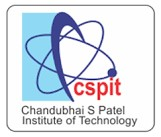 cspit
Chandubhai S Patel
Institute of Technology